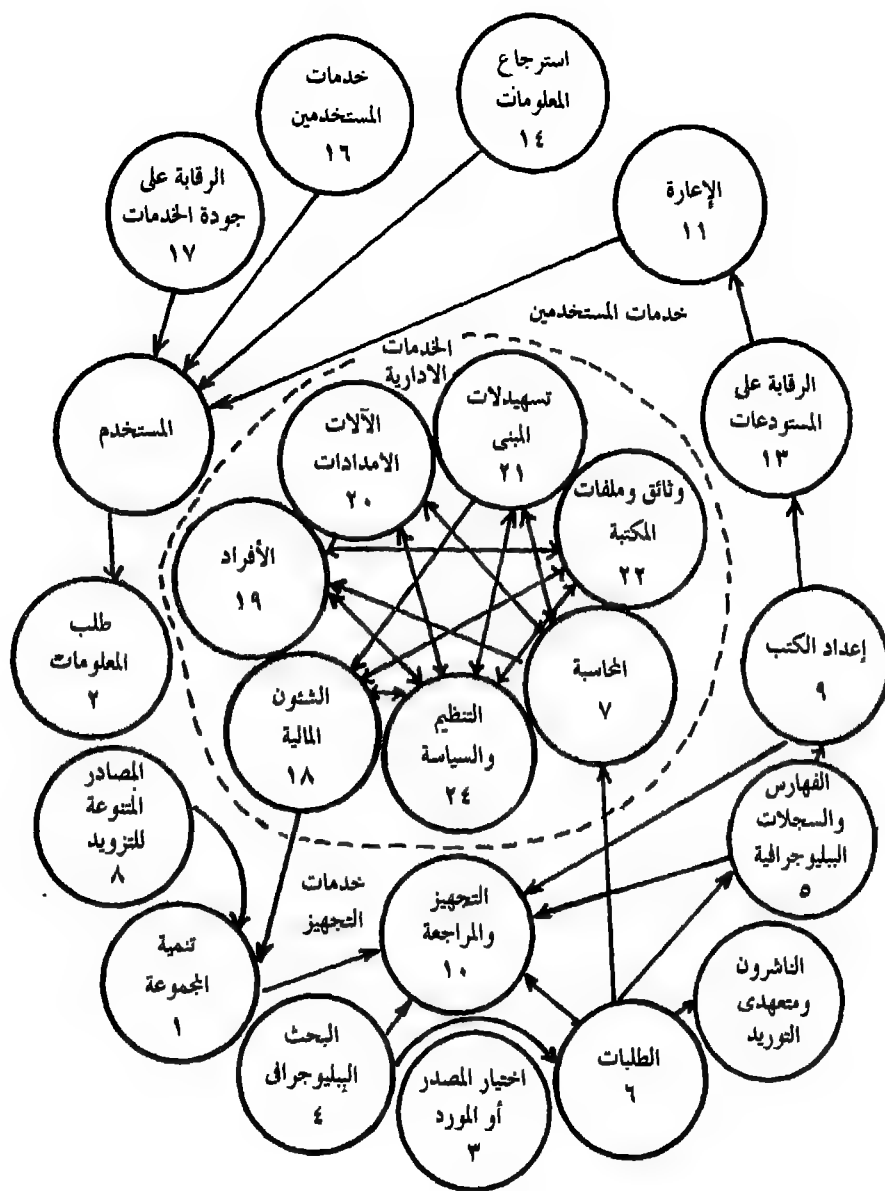 استرجاع
المعلومات
١٤
خدمات
المستخدمين
١٦
الرقابة على
جودة الخدمات
١٧
الإعارة
١١
خدمات المستخدمين
الخدمات
الادارية
الرقابة على
المستودعات
١٣
المستخدم
الآلات
الامدادات
٢٠
تسهيدلات
المبنى
٢١
وثائق وملفات
المكتبة
٢٢
الأفراد
١٩
طلب
المعلومات
٢
إعداد الكتب
٩
المحاسبة
٧
الشئون
المالية
١٨
التنظيم
والسياسة
٢٤
المصادر
المتنوعة
للتزويد
٨
الفهارس
والسجلات
الببليوجرافية
٥
خدمات
التجهيز
التجهيز
والمراجعة
١٠
تنمية
المجموعة
١
الناشرون
ومتعهدى
التوريد
البحث
الببليوجرافى
٤
اختيار المصدر
أو المورد
٣
الطلبات
٦